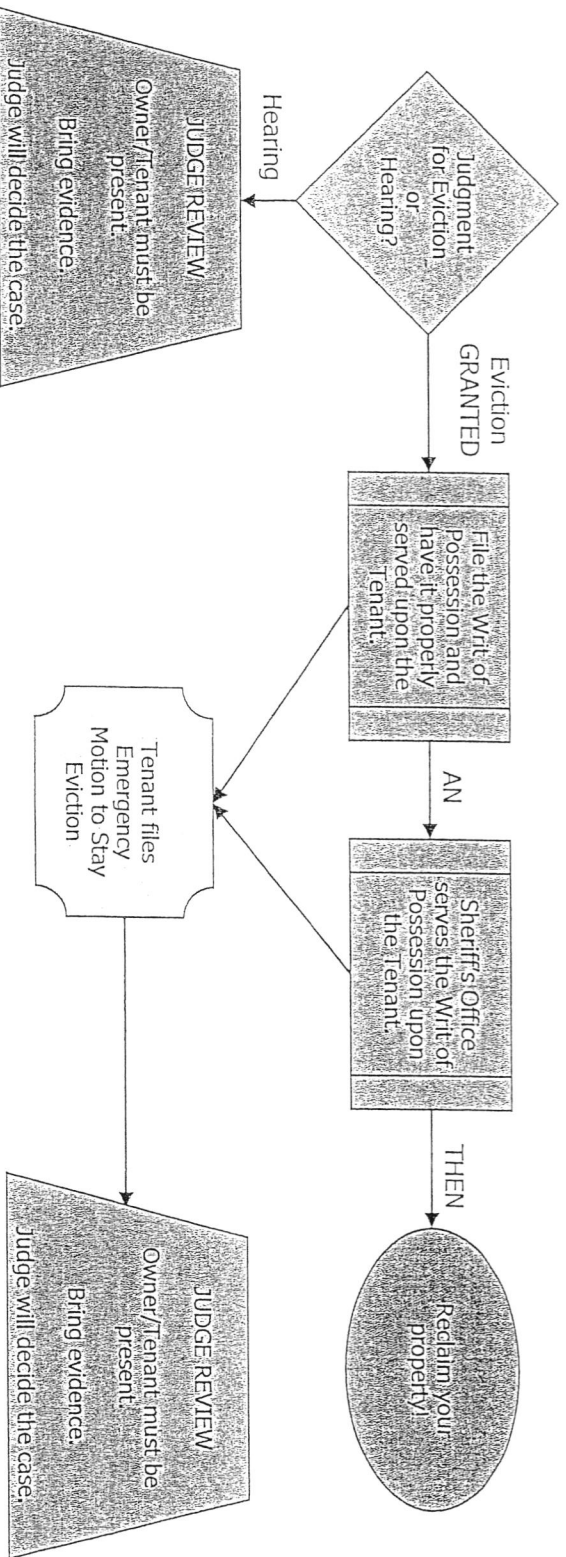 Judgment
for Eviction
or
Hearing?
Eviction
GRANTED
File the Writ of
Possession and
have it properly
served upon the
Tenant.
AN
Sheriff's Office
serves the Writ of
Possession upon
the Tenant.
THEN
Reclaim your
property!
Hearing
JUDGE REVIEW
Owner/Tenant must be
present.
Bring evidence.
Judge will decide the case.
Tenant files
Emergency
Motion to Stay
Eviction
JUDGE REVIEW
Owner/Tenant must be
present.
Bring evidence.
Judge will decide the case.